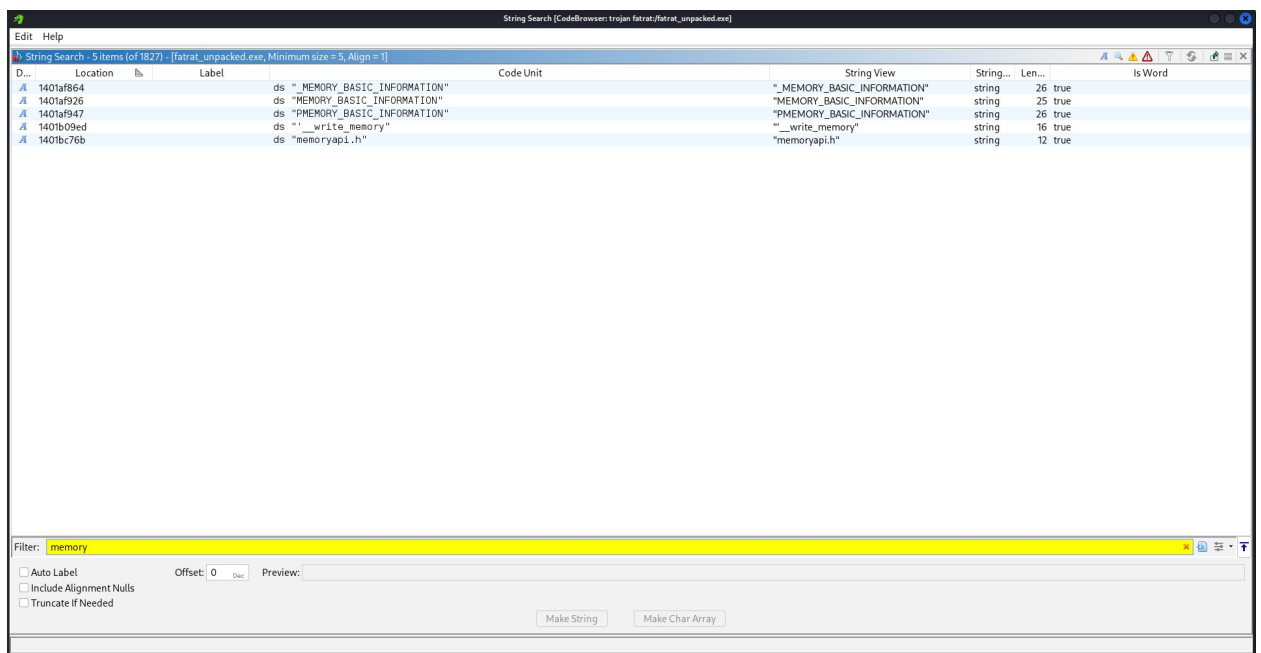 String Search [CodeBrowser: trojan fatrat:/fatrat_unpacked.exe]
Edit Help
String Search - 5 items (of 1827) - [fatrat_unpacked.exe, Minimum size = 5, Align = 1]
D... Location Label Code Unit String View String... Len... Is Word
A 1401af864 ds "_MEMORY_BASIC_INFORMATION" "_MEMORY_BASIC_INFORMATION" string 26 true
A 1401af926 ds "MEMORY_BASIC_INFORMATION" "MEMORY_BASIC_INFORMATION" string 25 true
A 1401af947 ds "PMEMORY_BASIC_INFORMATION" "PMEMORY_BASIC_INFORMATION" string 26 true
A 1401b09ed ds "'__write_memory" "'__write_memory" string 16 true
A 1401bc76b ds "memoryapi.h" "memoryapi.h" string 12 true
Filter: memory
Auto Label Offset: 0 Dec Preview:
Include Alignment Nulls
Truncate If Needed
Make String Make Char Array